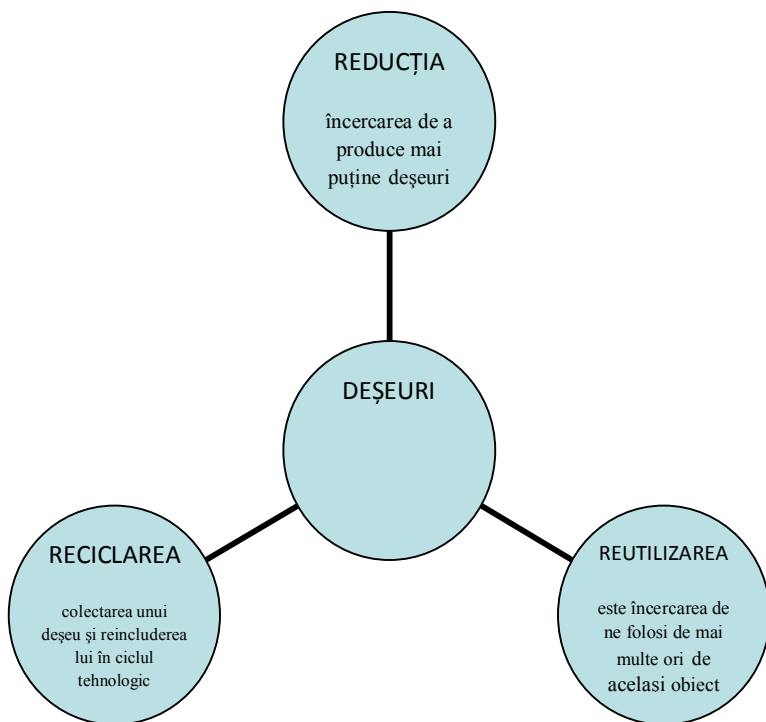 REDUCȚIA
încercarea de a
produce mai
puține deșeuri
DEȘEURI
RECICLAREA
colectarea unui
deșeu și reincluderea
lui în ciclul
tehnologic
REUTILIZAREA
este încercarea de
ne folosi de mai
multe ori de
acelasi obiect